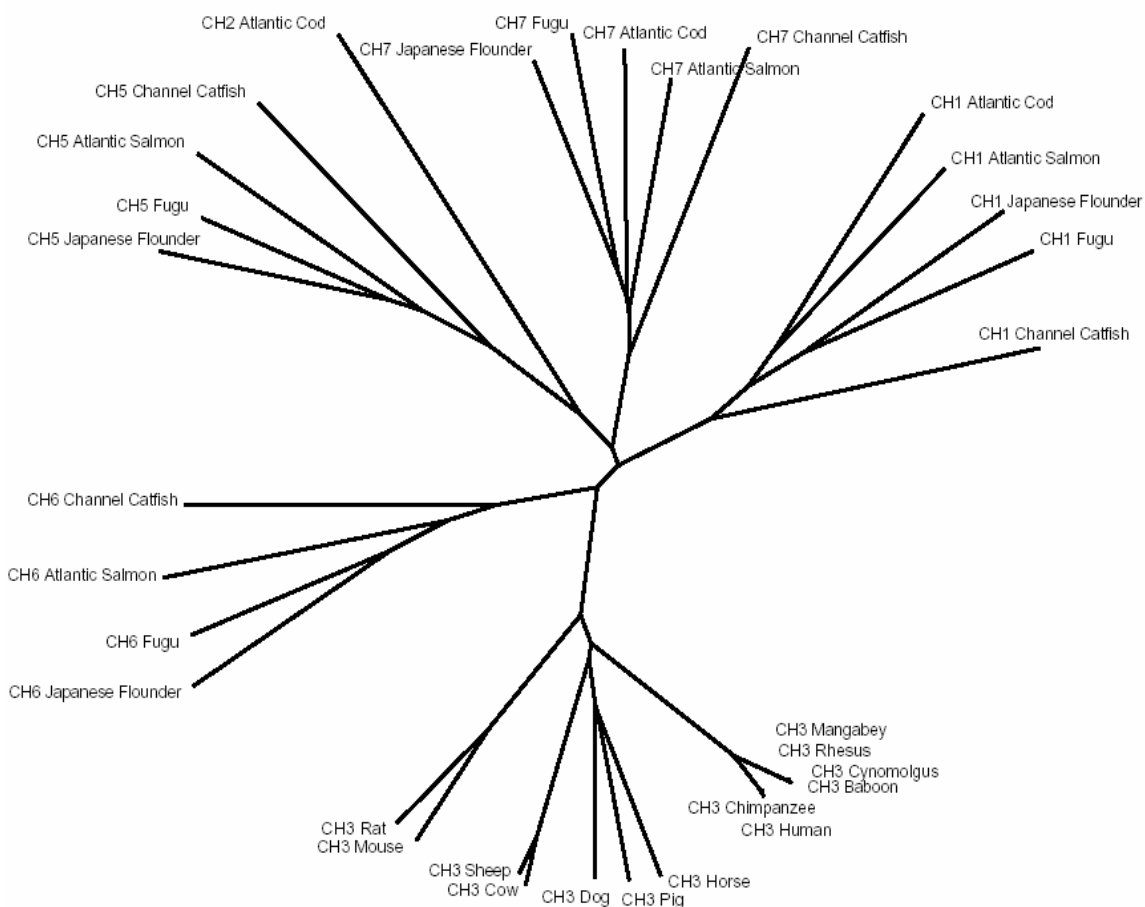 CH2 Atlantic Cod
CH7 Fugu
CH7 Atlantic Cod
CH7 Channel Catfish
CH7 Japanese Flounder
CH7 Atlantic Salmon
CH5 Channel Catfish
CH1 Atlantic Cod
CH5 Atlantic Salmon
CH1 Atlantic Salmon
CH5 Fugu
CH1 Japanese Flounder
CH5 Japanese Flounder
CH1 Fugu
CH1 Channel Catfish
CH6 Channel Catfish
CH6 Atlantic Salmon
CH6 Fugu
CH6 Japanese Flounder
CH3 Mangabey
CH3 Rhesus
CH3 Cynomolgus
CH3 Baboon
CH3 Chimpanzee
CH3 Human
CH3 Rat
CH3 Mouse
CH3 Sheep
CH3 Cow
CH3 Dog
CH3 Pig
CH3 Horse